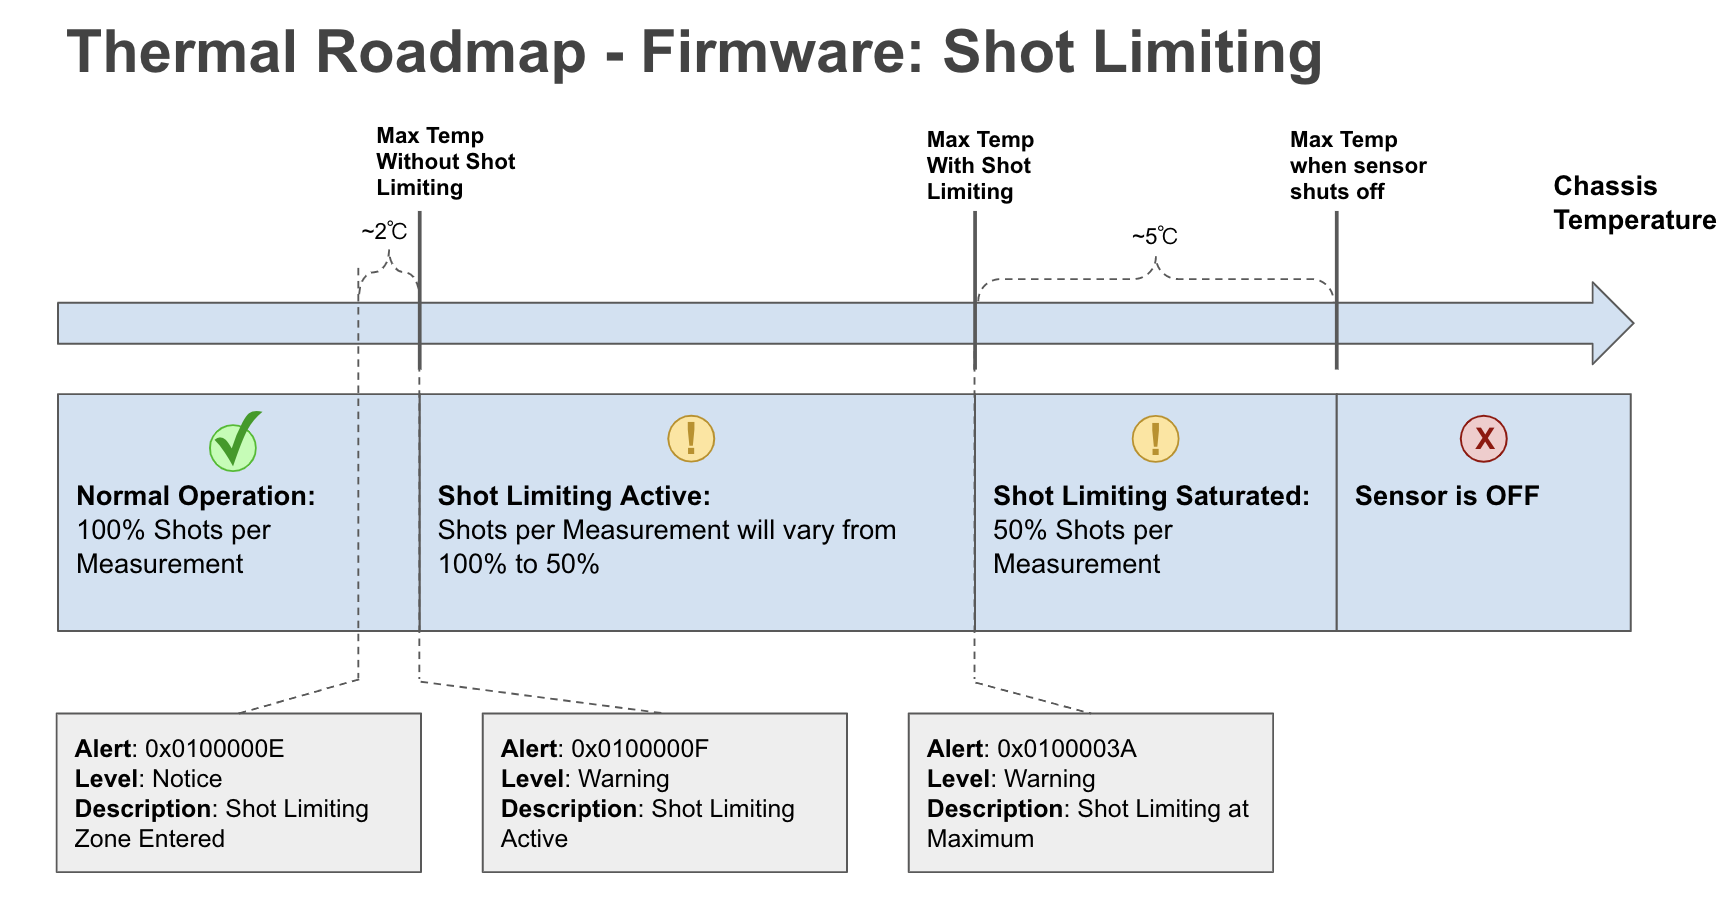 Thermal Roadmap - Firmware: Shot Limiting
Max Temp
Without Shot
Limiting
Max Temp
With Shot
Limiting
Max Temp
when sensor
shuts off
Chassis
Temperature
~2℃
~5℃
!
!
X
Normal Operation:
100% Shots per
Measurement
Shot Limiting Active:
Shots per Measurement will vary from
100% to 50%
Shot Limiting Saturated:
50% Shots per
Measurement
Sensor is OFF
Alert: 0x0100000E
Level: Notice
Description: Shot Limiting
Zone Entered
Alert: 0x0100000F
Level: Warning
Description: Shot Limiting
Active
Alert: 0x0100003A
Level: Warning
Description: Shot Limiting at
Maximum